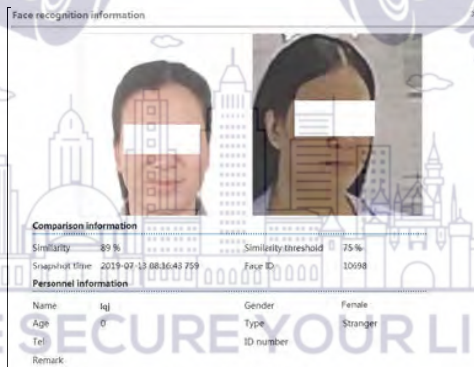 Face recognition information
Comparison information
Similarity 89 % Similarity threshold 75 %
Snapshot time 2019-07-13 08:16:43 759 Face ID 10698
Personnel information
Name lqj Gender Female
Age 0 Type Stranger
Tel ID number
Remark
SECURE YOUR LI